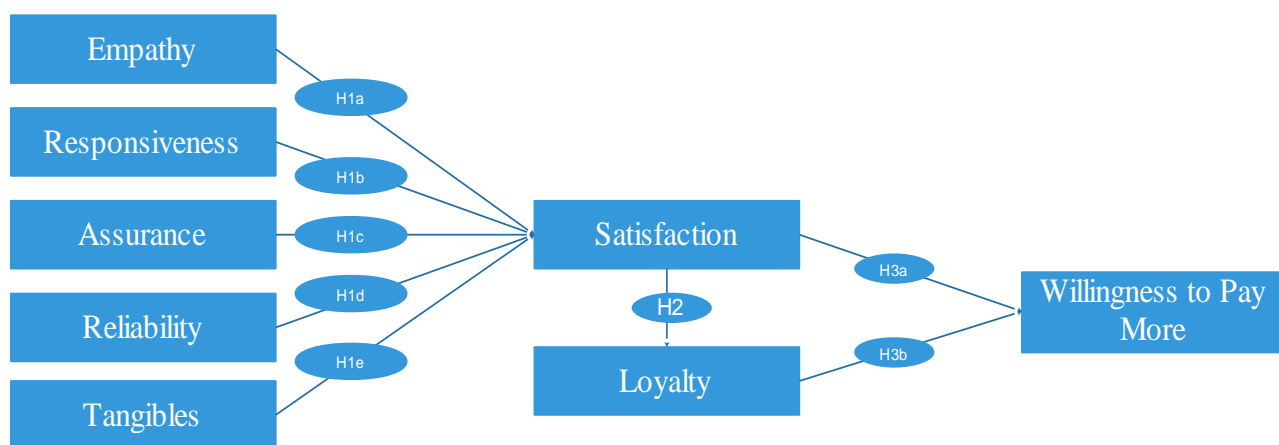 Empathy
H1a
Responsiveness
H1b
Assurance
H1c
Satisfaction
H1d
Reliability
H3a
Willingness to Pay
More
H2
H1e
H3b
Loyalty
Tangibles